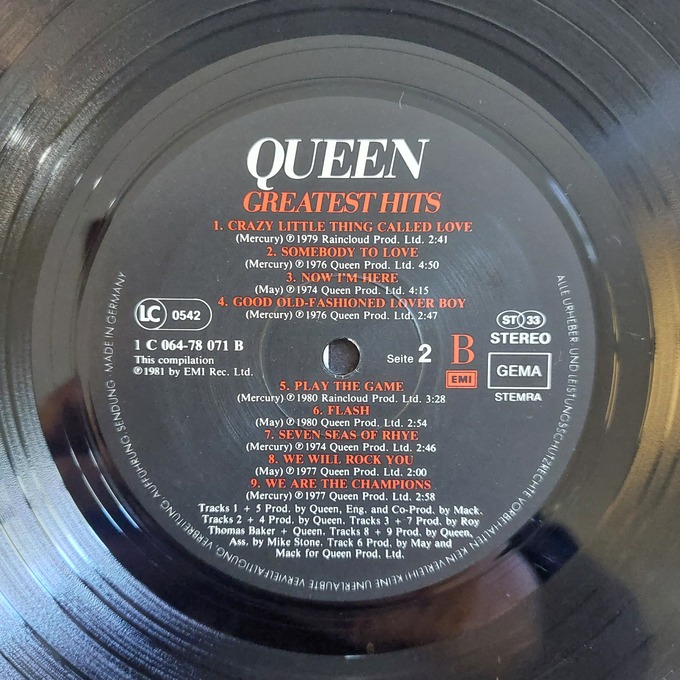 QUEEN
GREATEST HITS
1. CRAZY LITTLE THING CALLED LOVE
(Mercury) ℗ 1979 Raincloud Prod. Ltd. 2:41
2. SOMEBODY TO LOVE
(Mercury) ℗ 1976 Queen Prod. Ltd. 4:50
3. NOW I'M HERE
(May) ℗ 1974 Queen Prod. Ltd. 4:15
4. GOOD OLD-FASHIONED LOVER BOY
(Mercury) ℗ 1976 Queen Prod. Ltd. 2:47
LC 0542
1 C 064-78 071 B
This compilation
℗ 1981 by EMI Rec. Ltd.
Seite 2
B
EMI
ST 33
STEREO
GEMA
STEMRA
5. PLAY THE GAME
(Mercury) ℗ 1980 Raincloud Prod. Ltd. 3:28
6. FLASH
(May) ℗ 1980 Queen Prod. Ltd. 2:54
7. SEVEN SEAS OF RHYE
(Mercury) ℗ 1974 Queen Prod. Ltd. 2:46
8. WE WILL ROCK YOU
(May) ℗ 1977 Queen Prod. Ltd. 2:00
9. WE ARE THE CHAMPIONS
(Mercury) ℗ 1977 Queen Prod. Ltd. 2:58
Tracks 1 + 5 Prod. by Queen, Eng. and Co-Prod. by Mack.
Tracks 2 + 4 Prod. by Queen. Tracks 3 + 7 Prod. by Roy
Thomas Baker + Queen. Tracks 8 + 9 Prod. by Queen,
Ass. by Mike Stone. Track 6 Prod. by May and
Mack for Queen Prod. Ltd.
ALLE URHEBER- UND LEISTUNGSSCHUTZRECHTE VORBEHALTEN. KEIN VERLEIH! KEINE UNERLAUBTE VERVIELFÄLTIGUNG, VERBREITUNG, AUFFÜHRUNG, SENDUNG - MADE IN GERMANY